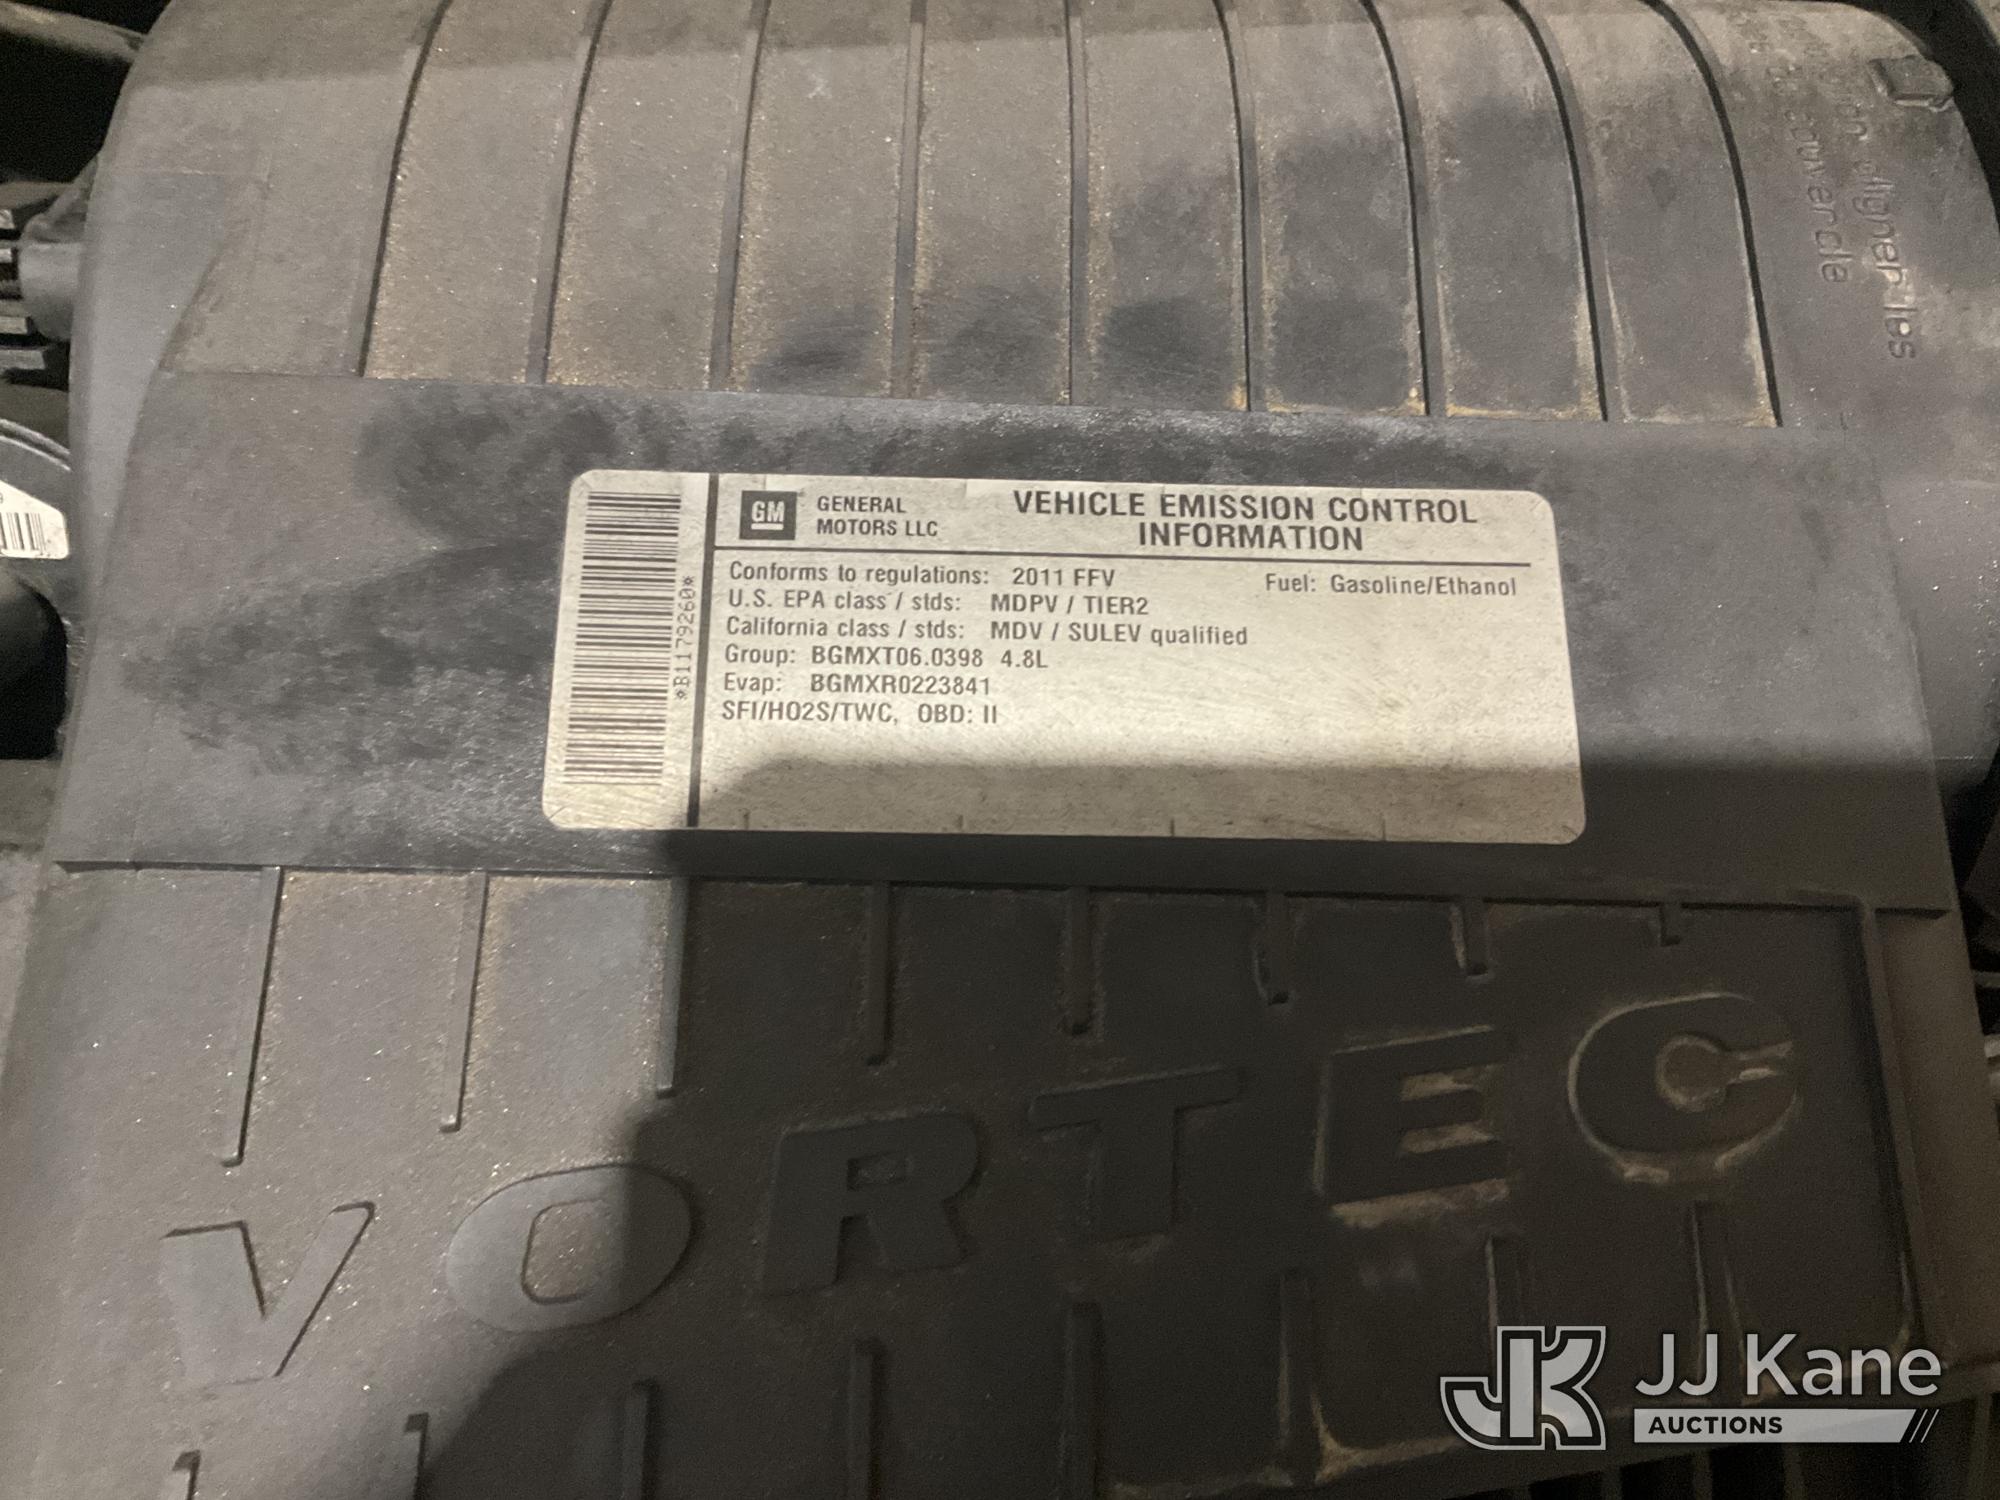 GM
GENERAL
MOTORS LLC
VEHICLE EMISSION CONTROL
INFORMATION
Conforms to regulations: 2011 FFV
Fuel: Gasoline/Ethanol
U.S. EPA class / stds: MDPV / TIER2
California class / stds: MDV / SULEV qualified
Group: BGMXT06.0398 4.8L
Evap: BGMXR0223841
SFI/HO2S/TWC, OBD: II
*B11792260*
VORTEC
JK JJ Kane
AUCTIONS